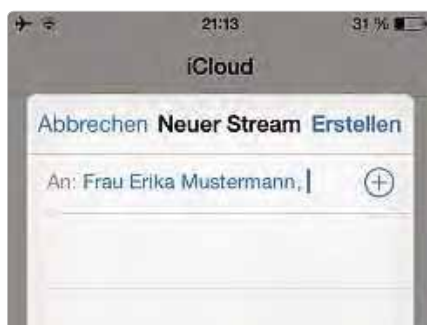 21:13 31 %
iCloud
Abbrechen Neuer Stream Erstellen
An: Frau Erika Mustermann,